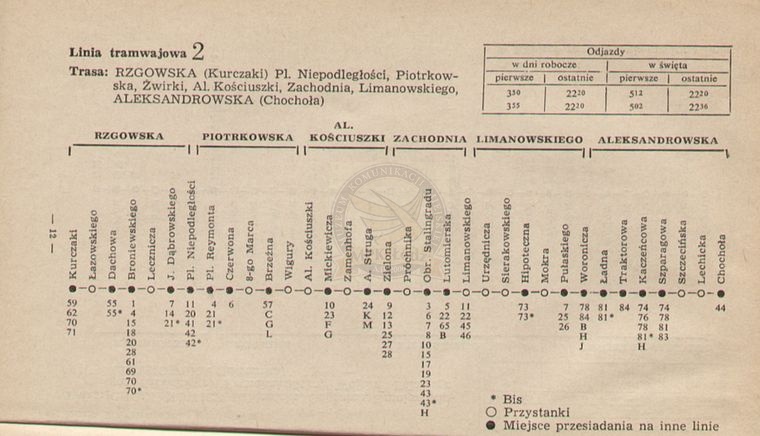 Linia tramwajowa 2
Trasa: RZGOWSKA (Kurczaki) Pl. Niepodległości, Piotrkow-
ska, Żwirki, Al. Kościuszki, Zachodnia, Limanowskiego,
ALEKSANDROWSKA (Chochoła)
Odjazdy
w dni robocze | w święta
pierwsze | ostatnie | pierwsze | ostatnie
350 2220 512 2220
355 2220 502 2236
RZGOWSKA PIOTRKOWSKA AL. KOŚCIUSZKI ZACHODNIA LIMANOWSKIEGO ALEKSANDROWSKA
— 12 —
Kurczaki
Łazowskiego
Dachowa
Broniewskiego
Lecznicza
J. Dąbrowskiego
Pl. Niepodległości
Pl. Reymonta
Czerwona
8-go Marca
Brzeźna
Wigury
Al. Kościuszki
Mickiewicza
Zamenhofa
A. Struga
Zielona
Próchnika
Obr. Stalingradu
Lutomierska
Limanowskiego
Urzędnicza
Sierakowskiego
Hipoteczna
Mokra
Pułaskiego
Woronicza
Ładna
Traktorowa
Kaczeńcowa
Szparagowa
Szczecińska
Lechicka
Chochoła
59 55 1 7 11 4 6 57 10 24 9 3 5 11 73 7 78 81 84 74 74 44
62 55* 4 14 20 21 C 23 K 12 6 22 22 73* 25 84 81* 76 78
70 15 21* 41 21* G F M 13 7 65 45 26 B 78 81
71 18 42 L G 25 8 B 46 H 81* 83
20 42* 27 10 J H
28 28 15
61 17
69 19
70 23
70* 43
43*
H
* Bis
○ Przystanki
● Miejsce przesiadania na inne linie